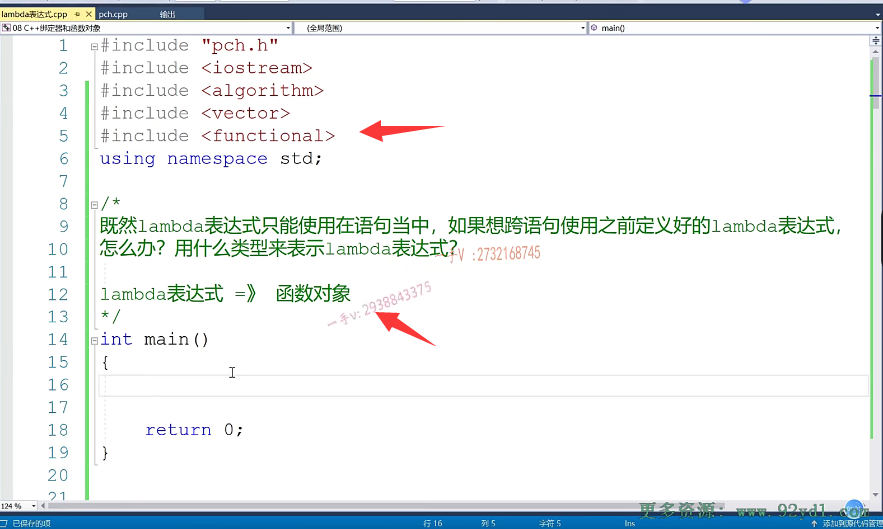 lambda表达式.cpp pch.cpp 输出
08 C++绑定器和函数对象 (全局范围) main()
1 #include "pch.h"
2 #include <iostream>
3 #include <algorithm>
4 #include <vector>
5 #include <functional>
6 using namespace std;
7
8 /*
9 既然lambda表达式只能使用在语句当中，如果想跨语句使用之前定义好的lambda表达式，
10 怎么办？用什么类型来表示lambda表达式？
一手V :2732168745
11
12 lambda表达式 =》 函数对象
一手v: 2938843375
13 */
14 int main()
15 {
16
17
18 return 0;
19 }
20
21
124 %
更多资源: www.92vdl.com
已保存的项 行 16 列 5 字符 5 Ins 添加到源代码管理